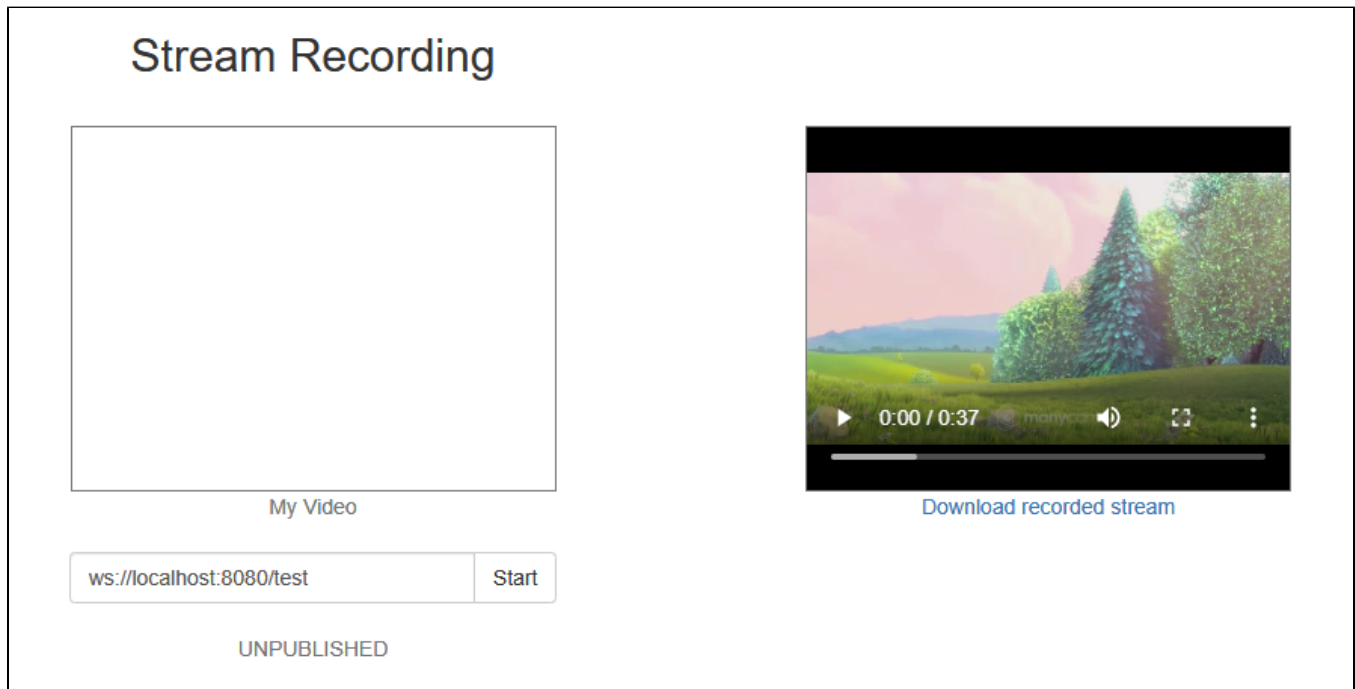 Stream Recording
0:00 / 0:37
My Video
Download recorded stream
ws://localhost:8080/test
Start
UNPUBLISHED